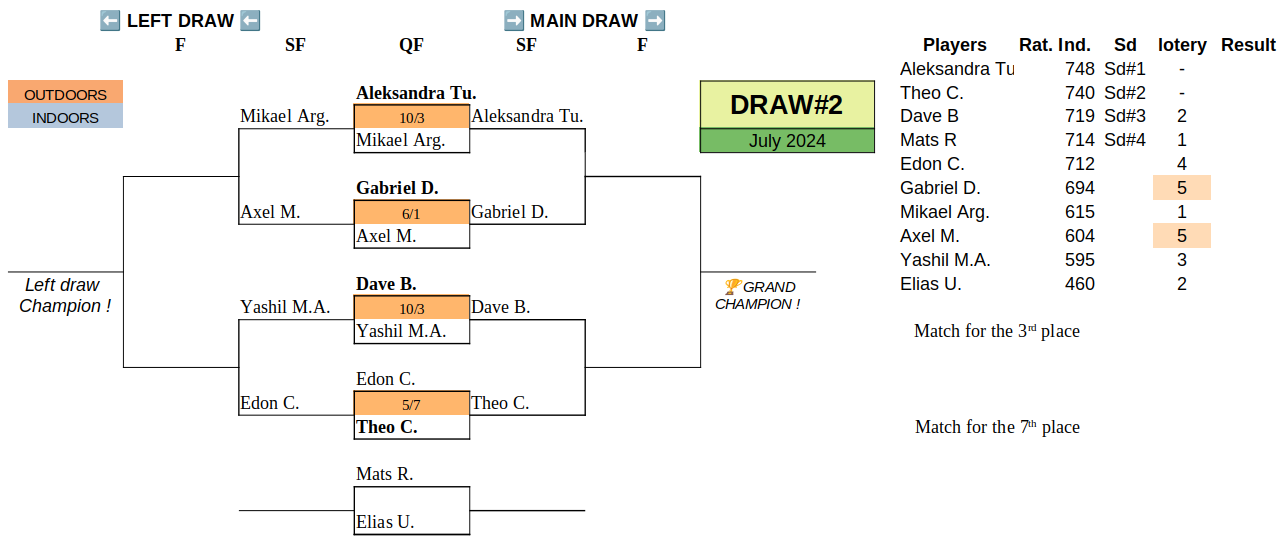 ⬅ LEFT DRAW ⬅ ➡ MAIN DRAW ➡
F SF QF SF F
Players Rat. Ind. Sd lotery Result
Aleksandra Tu 748 Sd#1 -
Theo C. 740 Sd#2 -
Dave B 719 Sd#3 2
Mats R 714 Sd#4 1
Edon C. 712 4
Gabriel D. 694 5
Mikael Arg. 615 1
Axel M. 604 5
Yashil M.A. 595 3
Elias U. 460 2
OUTDOORS
INDOORS
DRAW#2
July 2024
Aleksandra Tu.
Mikael Arg. 10/3 Aleksandra Tu.
Mikael Arg.
Gabriel D.
Axel M. 6/1 Gabriel D.
Axel M.
Left draw
Champion !
🏆GRAND
CHAMPION !
Dave B.
Yashil M.A. 10/3 Dave B.
Yashil M.A.
Match for the 3rd place
Edon C.
Edon C. 5/7 Theo C.
Theo C.
Match for the 7th place
Mats R.
Elias U.